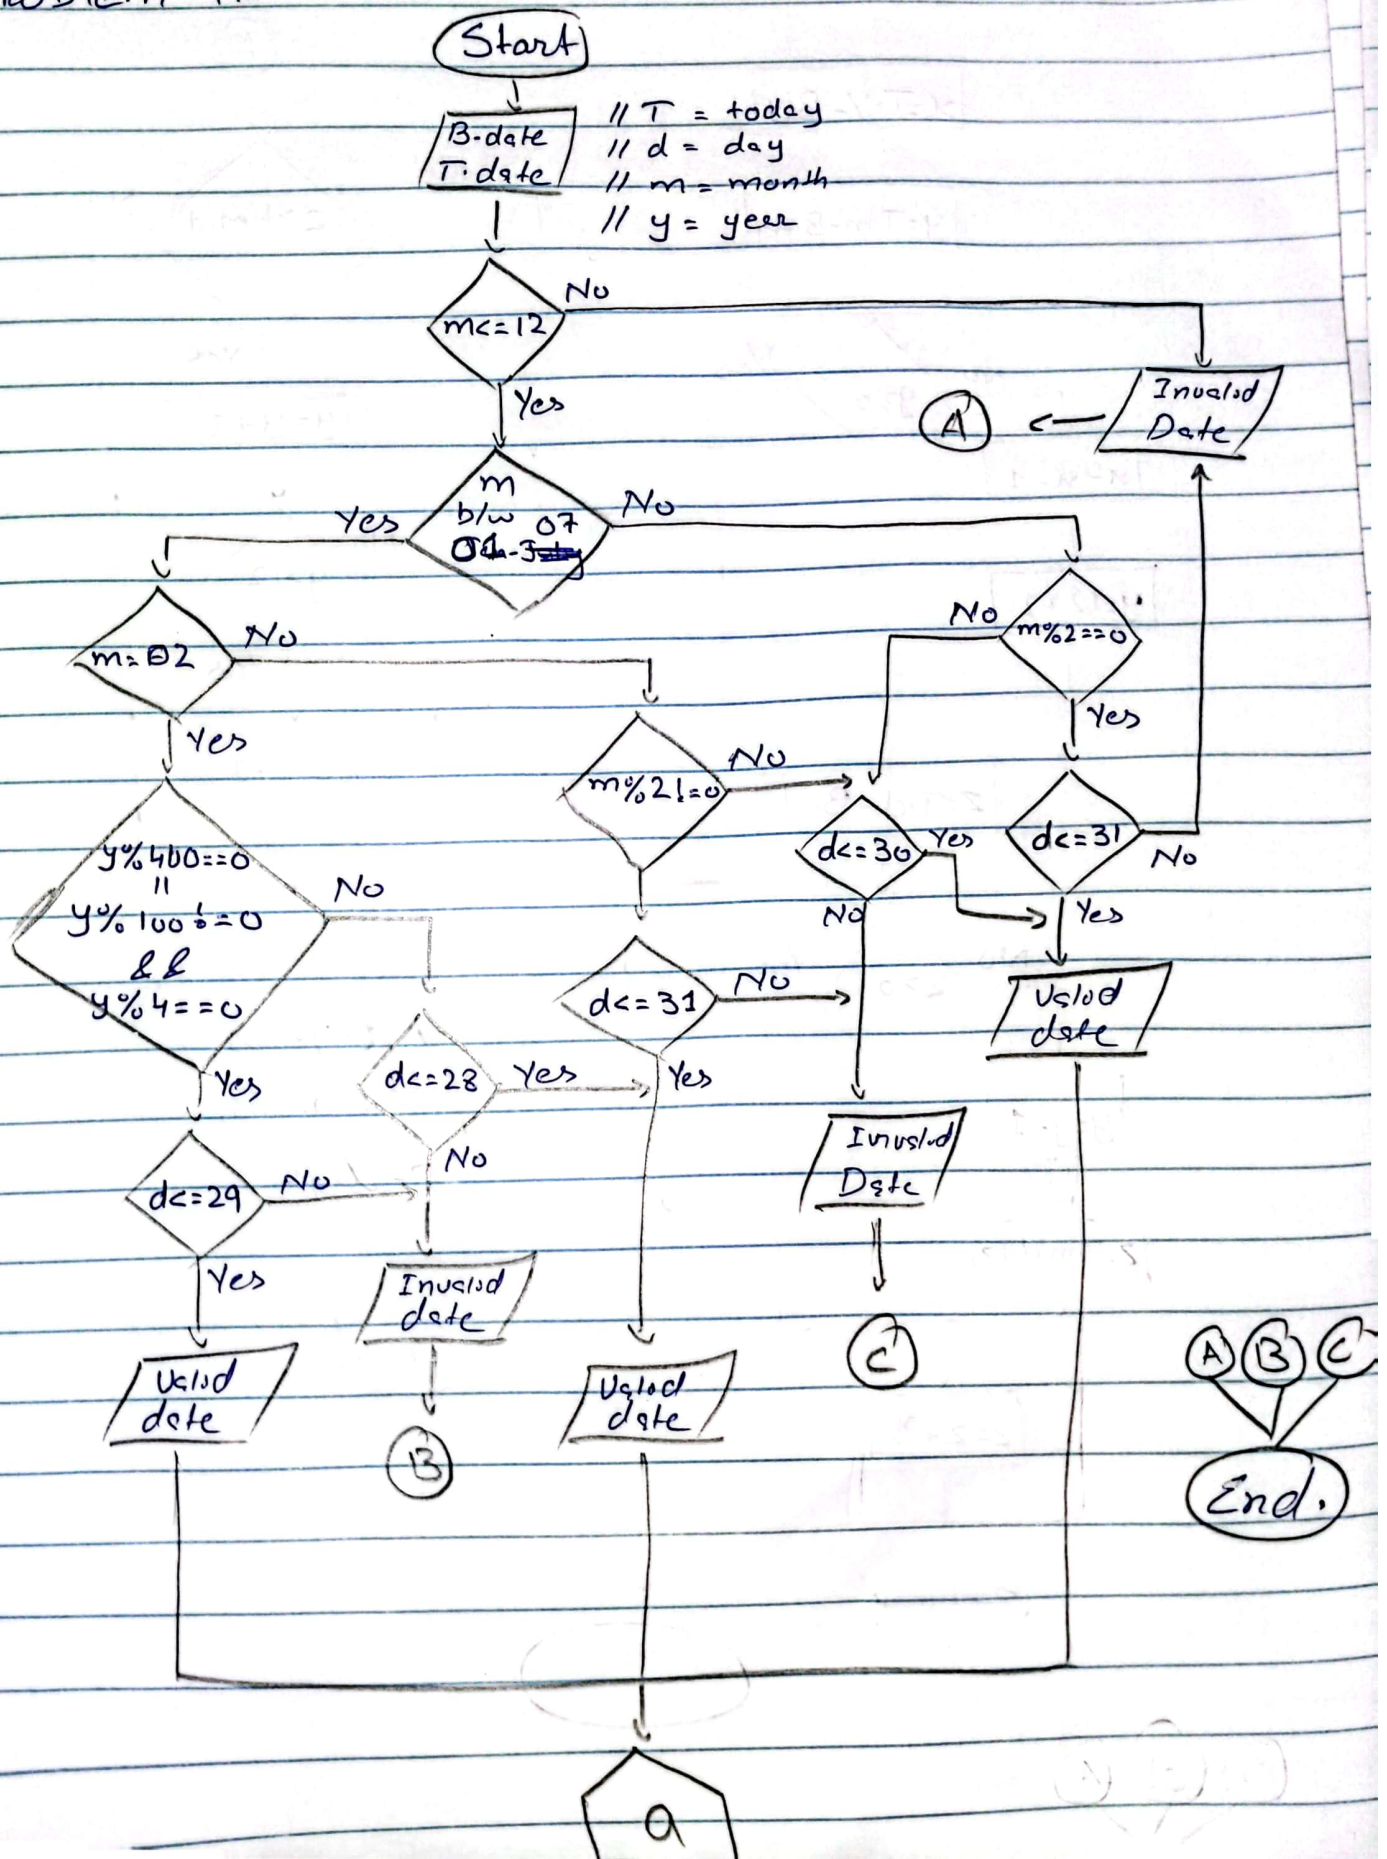 Start
B-date
T.date
// T = today
// d = day
// m = month
// y = year
m<=12
No
Yes
Invalid
Date
A
m
b/w
07
01 -
Yes
No
m=02
No
Yes
m%2==0
No
Yes
m%2!=0
No
d<=30
Yes
No
d<=31
No
Yes
y%400==0
||
y%100!=0
&&
y%4==0
No
Yes
d<=31
No
Yes
Valid
date
d<=28
Yes
No
d<=29
No
Yes
Invalid
Date
Invalid
date
C
A B C
Valid
date
Valid
date
B
End.
a